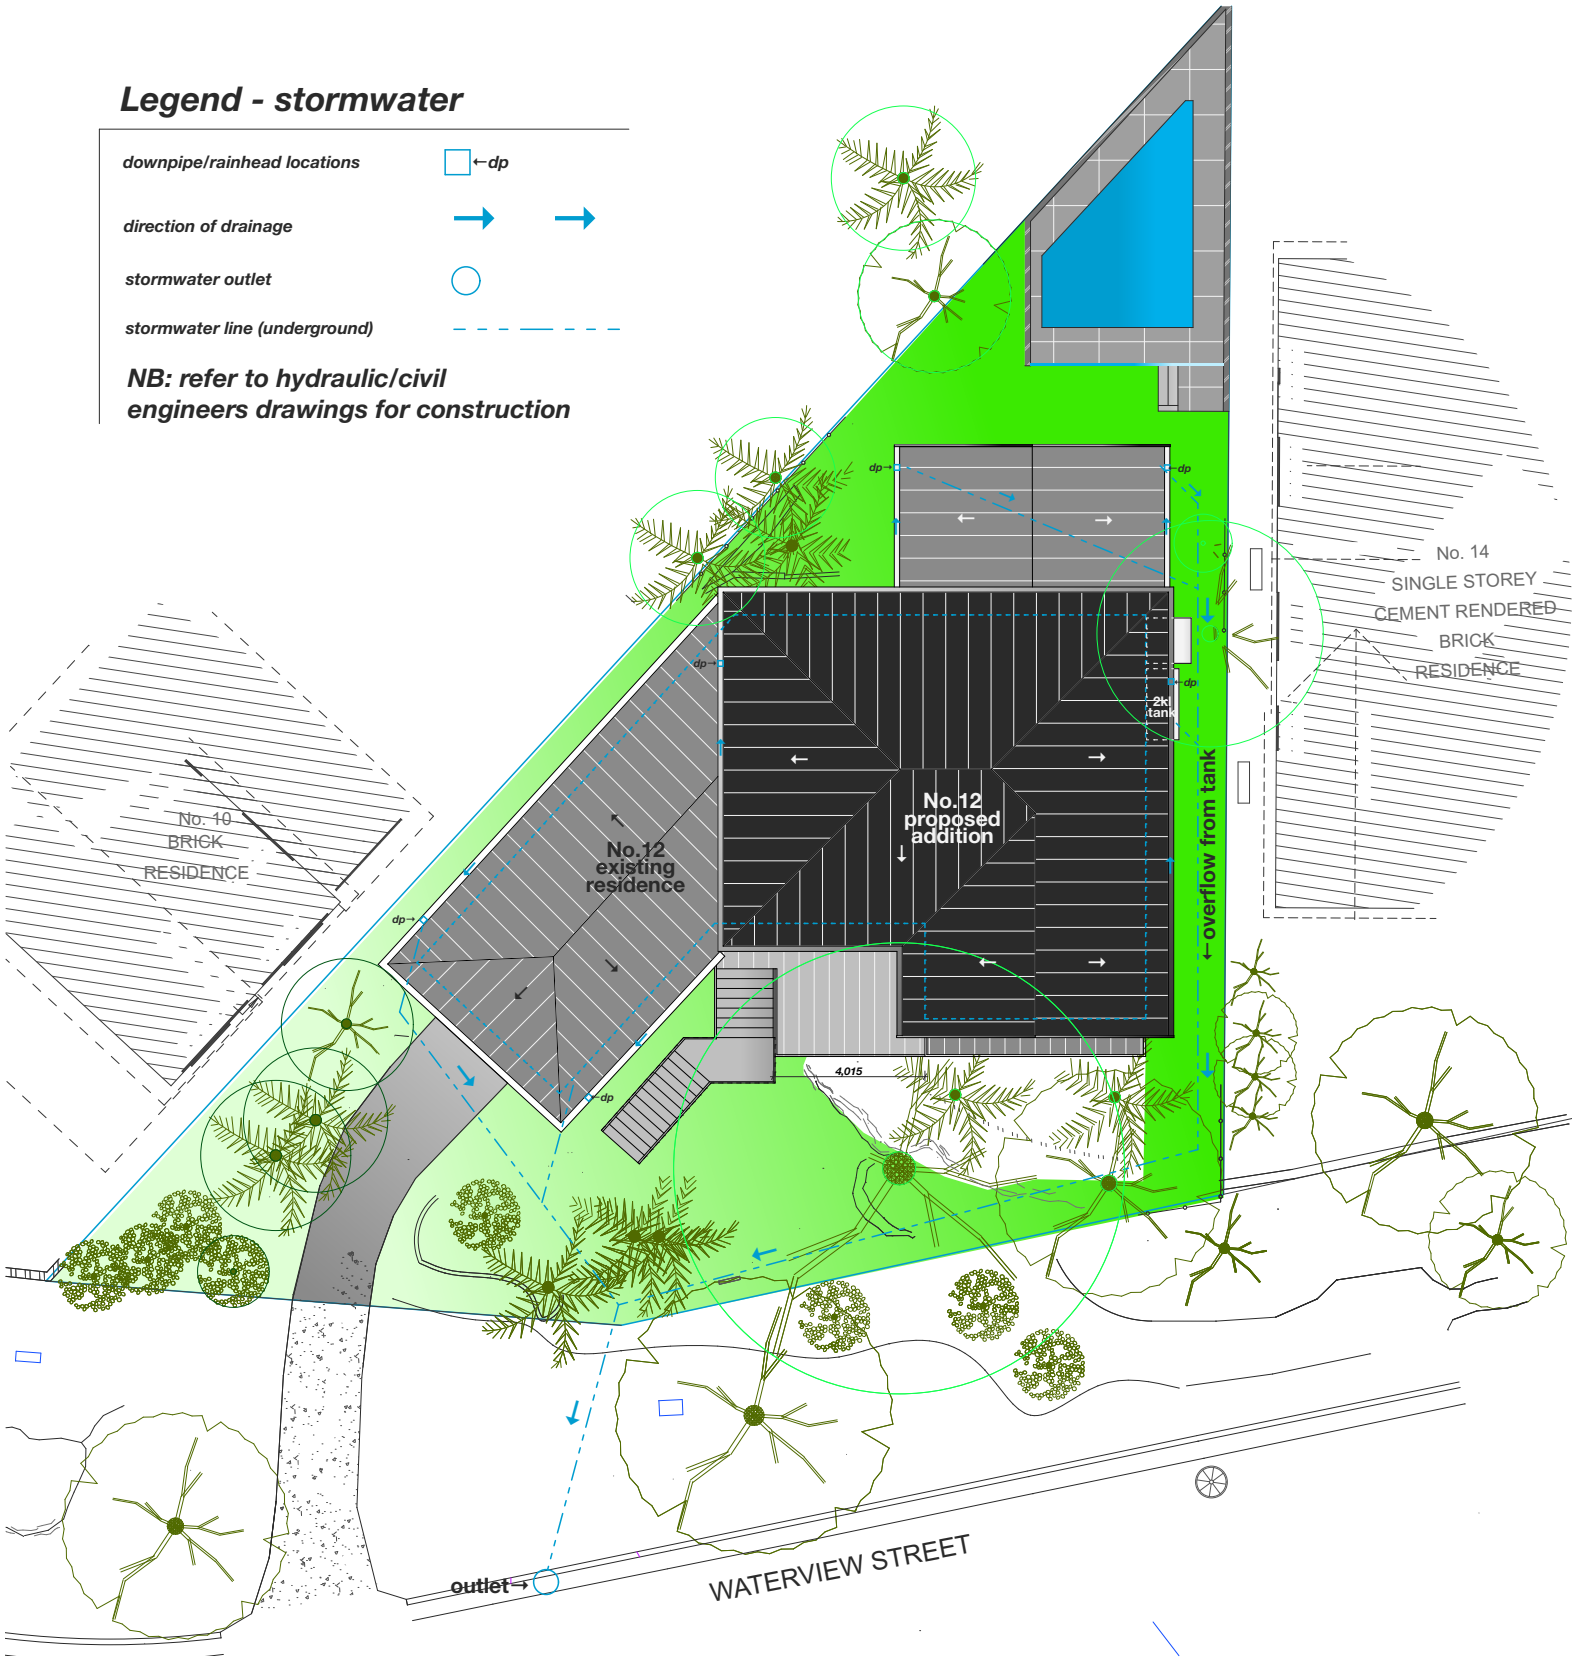 Legend - stormwater
downpipe/rainhead locations
←dp
direction of drainage
stormwater outlet
stormwater line (underground)
NB: refer to hydraulic/civil
engineers drawings for construction
dp→
←dp
No. 14
SINGLE STOREY
CEMENT RENDERED
BRICK
RESIDENCE
dp→
←dp
2kl
tank
←overflow from tank
No.12
proposed
addition
No. 10
BRICK
RESIDENCE
No.12
existing
residence
dp→
4,015
←dp
outlet→
WATERVIEW STREET